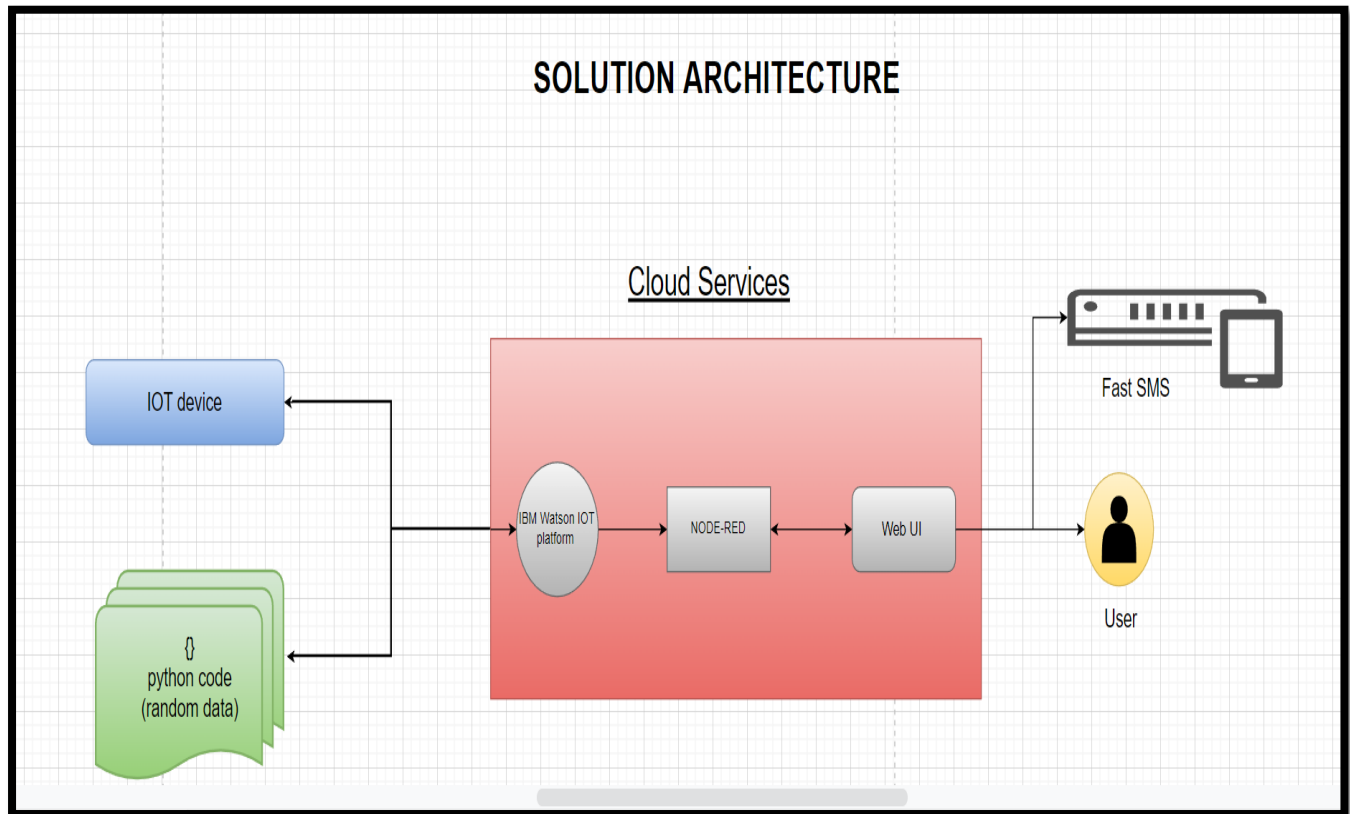 SOLUTION ARCHITECTURE
Cloud Services
IOT device
{}
python code
(random data)
IBM Watson IOT
platform
NODE-RED
Web UI
Fast SMS
User